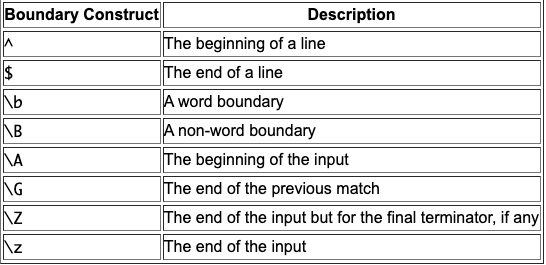 Boundary Construct Description
^ The beginning of a line
$ The end of a line
\b A word boundary
\B A non-word boundary
\A The beginning of the input
\G The end of the previous match
\Z The end of the input but for the final terminator, if any
\z The end of the input